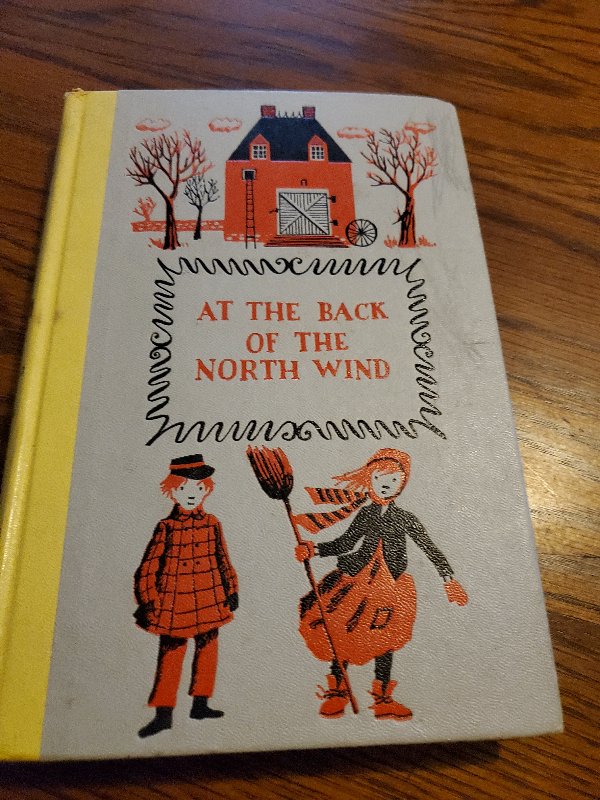 AT THE BACK
OF THE
NORTH WIND